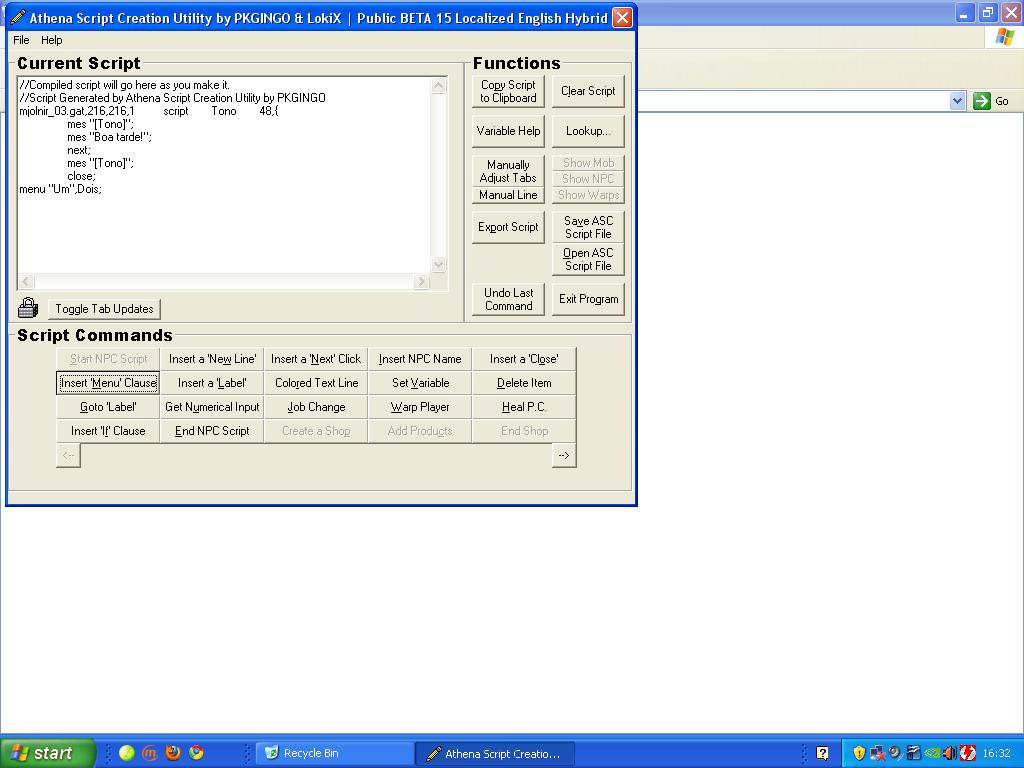 Athena Script Creation Utility by PKGINGO & LokiX | Public BETA 15 Localized English Hybrid
File Help
Current Script
//Compiled script will go here as you make it.
//Script Generated by Athena Script Creation Utility by PKGINGO
mjolnir_03.gat,216,216,1 script Tono 48,{
mes "[Tono]";
mes "Boa tarde!";
next;
mes "[Tono]";
close;
menu "Um",Dois;
Toggle Tab Updates
Functions
Copy Script to Clipboard
Clear Script
Variable Help
Lookup...
Manually Adjust Tabs
Manual Line
Show Mob
Show NPC
Show Warps
Export Script
Save ASC Script File
Open ASC Script File
Undo Last Command
Exit Program
Go
Script Commands
Start NPC Script Insert a 'New Line' Insert a 'Next' Click Insert NPC Name Insert a 'Close'
Insert 'Menu' Clause Insert a 'Label' Colored Text Line Set Variable Delete Item
Goto 'Label' Get Numerical Input Job Change Warp Player Heal P.C.
Insert 'If' Clause End NPC Script Create a Shop Add Products End Shop
<-- -->
start Recycle Bin Athena Script Creatio... 16:32